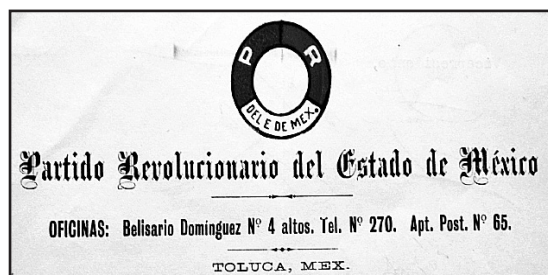 P R
DEL E DE MEX.
Partido Revolucionario del Estado de México
OFICINAS: Belisario Domínguez Nº 4 altos. Tel. Nº 270. Apt. Post. Nº 65.
TOLUCA, MEX.